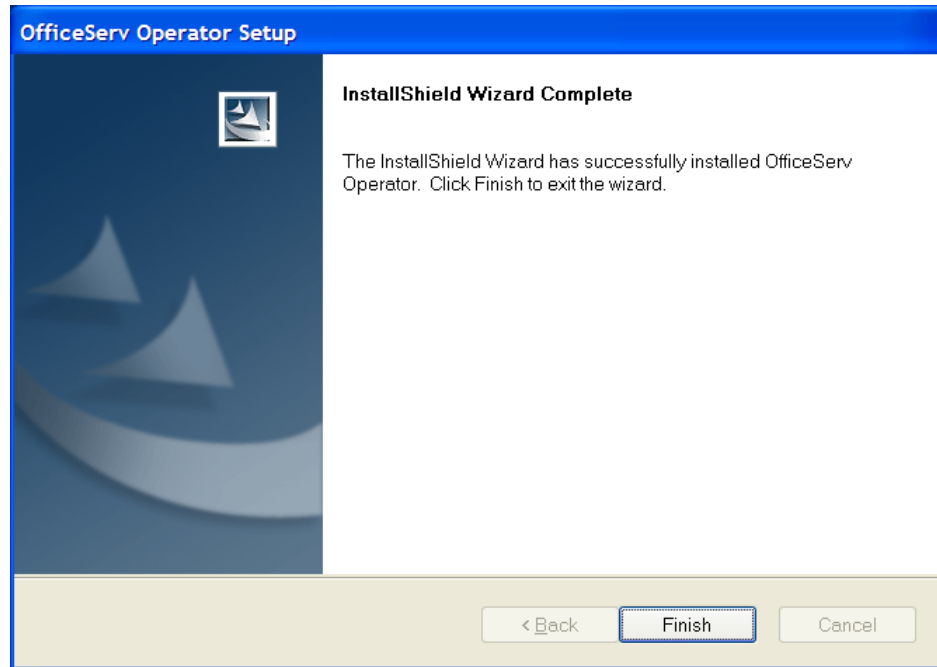 OfficeServ Operator Setup
InstallShield Wizard Complete
The InstallShield Wizard has successfully installed OfficeServ
Operator. Click Finish to exit the wizard.
< Back
Finish
Cancel